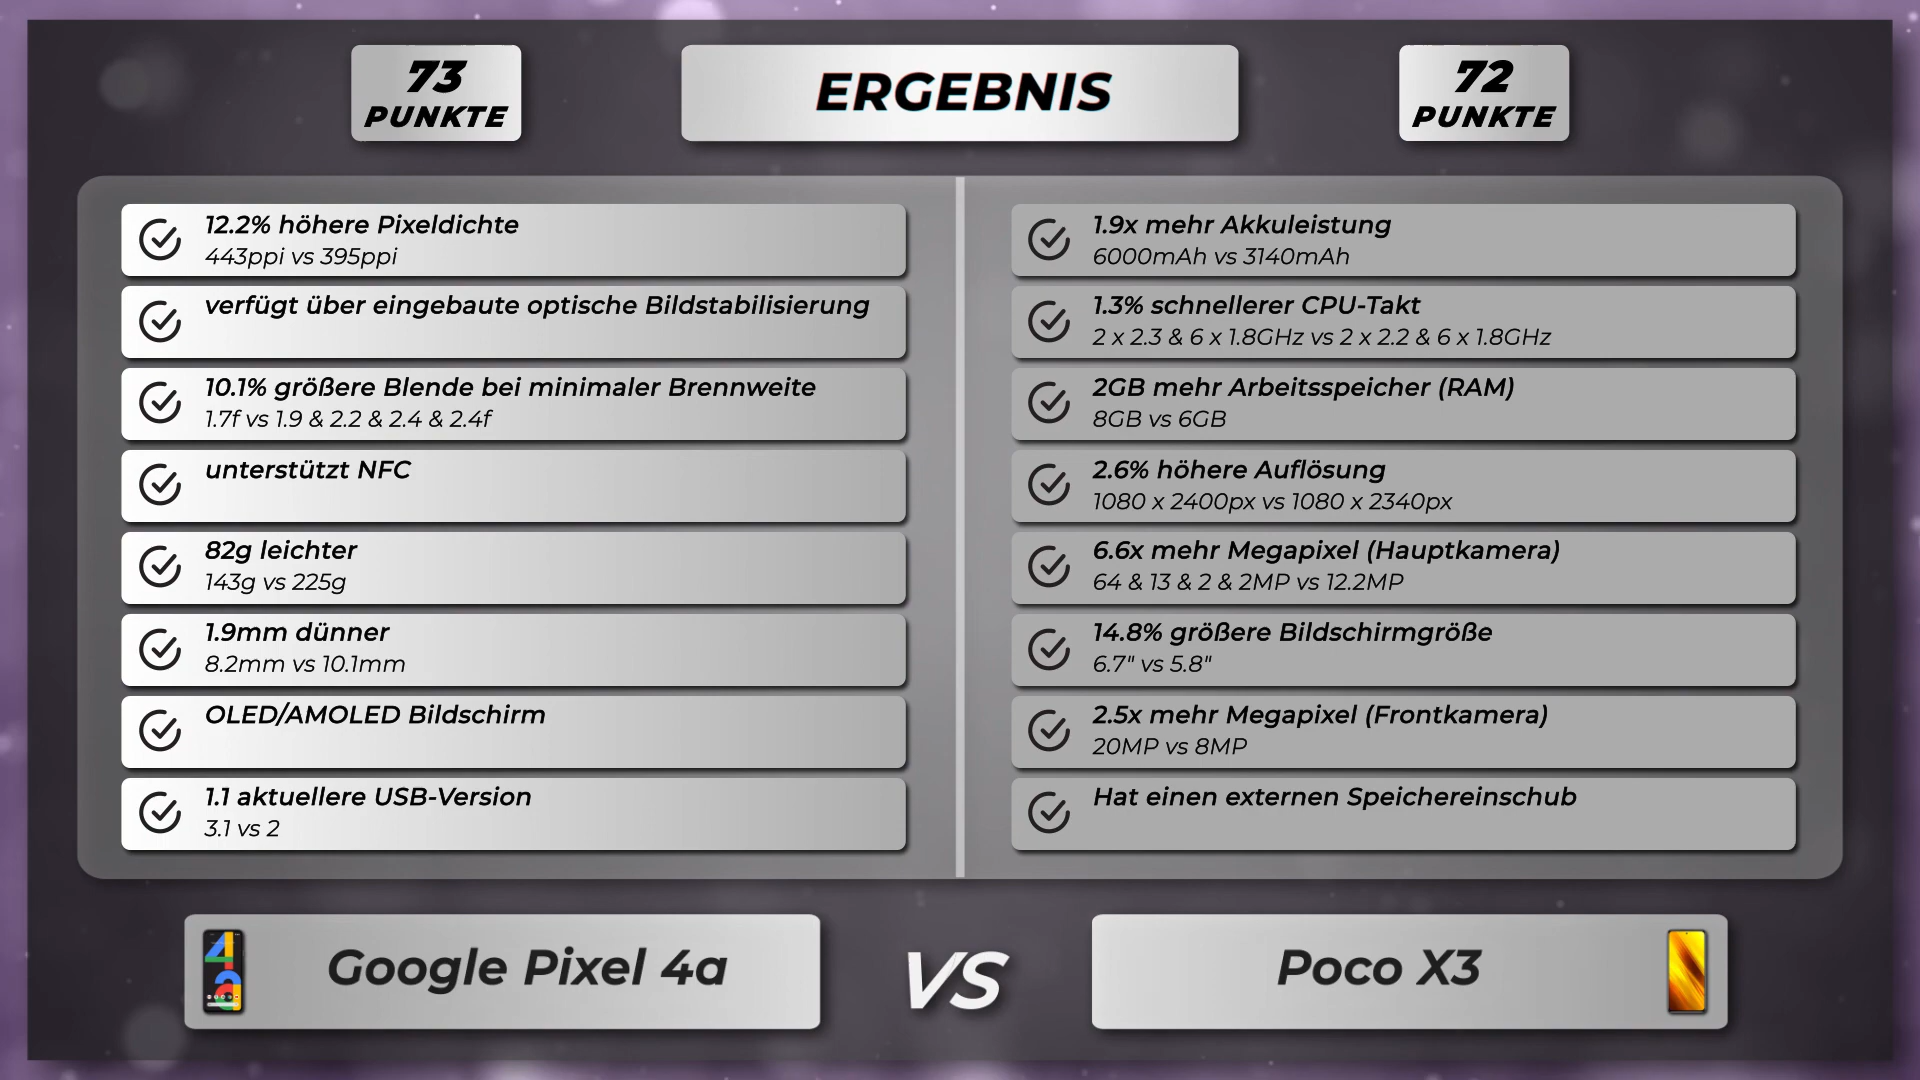 73
PUNKTE
ERGEBNIS
72
PUNKTE
12.2% höhere Pixeldichte
443ppi vs 395ppi
verfügt über eingebaute optische Bildstabilisierung
10.1% größere Blende bei minimaler Brennweite
1.7f vs 1.9 & 2.2 & 2.4 & 2.4f
unterstützt NFC
82g leichter
143g vs 225g
1.9mm dünner
8.2mm vs 10.1mm
OLED/AMOLED Bildschirm
1.1 aktuellere USB-Version
3.1 vs 2
1.9x mehr Akkuleistung
6000mAh vs 3140mAh
1.3% schnellerer CPU-Takt
2 x 2.3 & 6 x 1.8GHz vs 2 x 2.2 & 6 x 1.8GHz
2GB mehr Arbeitsspeicher (RAM)
8GB vs 6GB
2.6% höhere Auflösung
1080 x 2400px vs 1080 x 2340px
6.6x mehr Megapixel (Hauptkamera)
64 & 13 & 2 & 2MP vs 12.2MP
14.8% größere Bildschirmgröße
6.7" vs 5.8"
2.5x mehr Megapixel (Frontkamera)
20MP vs 8MP
Hat einen externen Speichereinschub
4a
Google Pixel 4a
VS
Poco X3